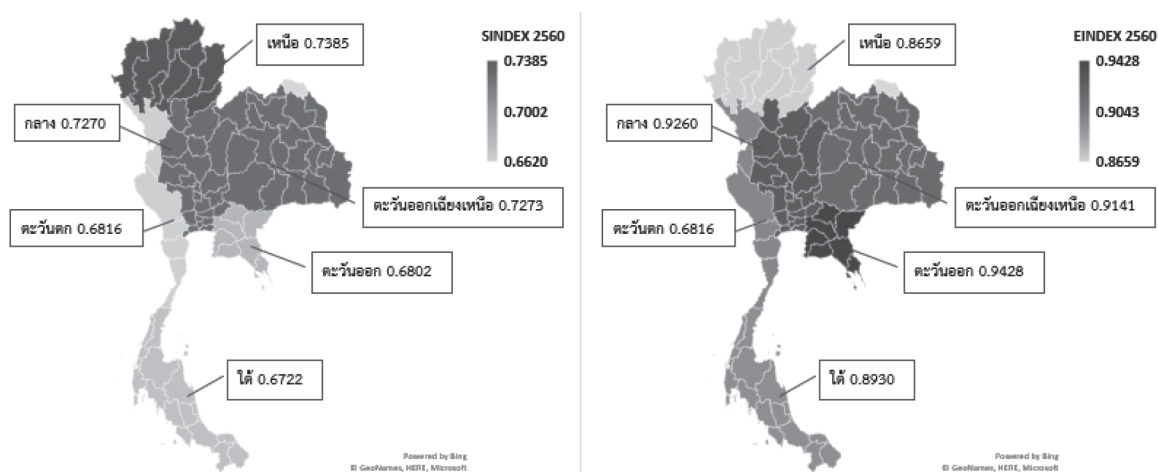 เหนือ 0.7385
SINDEX 2560
0.7385
0.7002
0.6620
กลาง 0.7270
ตะวันออกเฉียงเหนือ 0.7273
ตะวันตก 0.6816
ตะวันออก 0.6802
ใต้ 0.6722
Powered by Bing
© GeoNames, HERE, Microsoft
เหนือ 0.8659
EINDEX 2560
0.9428
0.9043
0.8659
กลาง 0.9260
ตะวันออกเฉียงเหนือ 0.9141
ตะวันตก 0.6816
ตะวันออก 0.9428
ใต้ 0.8930
Powered by Bing
© GeoNames, HERE, Microsoft